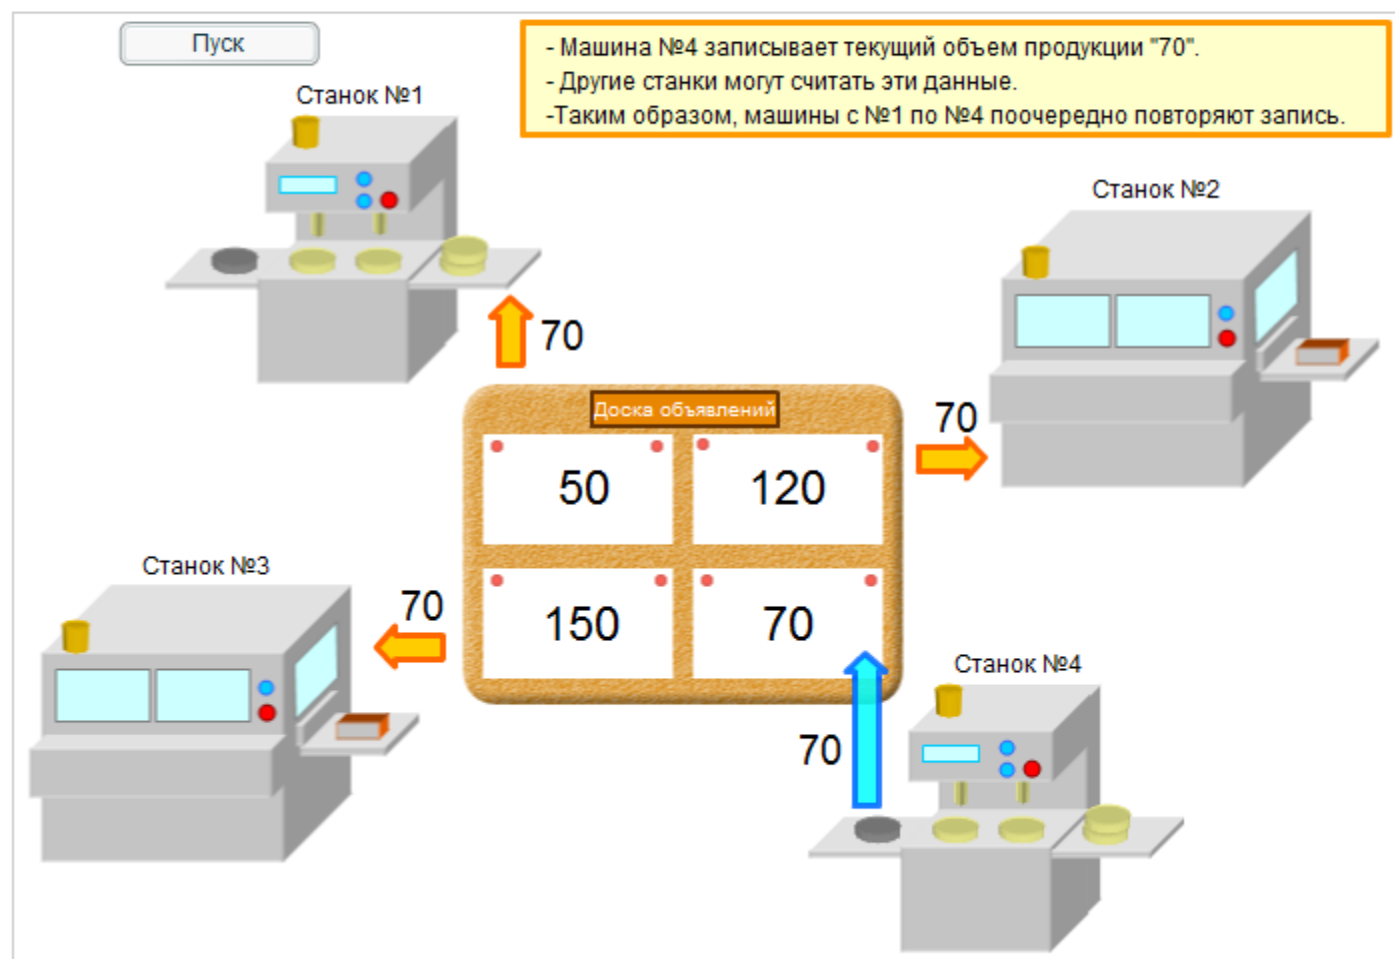 Пуск
- Машина №4 записывает текущий объем продукции "70".
- Другие станки могут считать эти данные.
-Таким образом, машины с №1 по №4 поочередно повторяют запись.
Станок №1
Станок №2
70
Доска объявлений
70
50
120
Станок №3
70
150
70
Станок №4
70